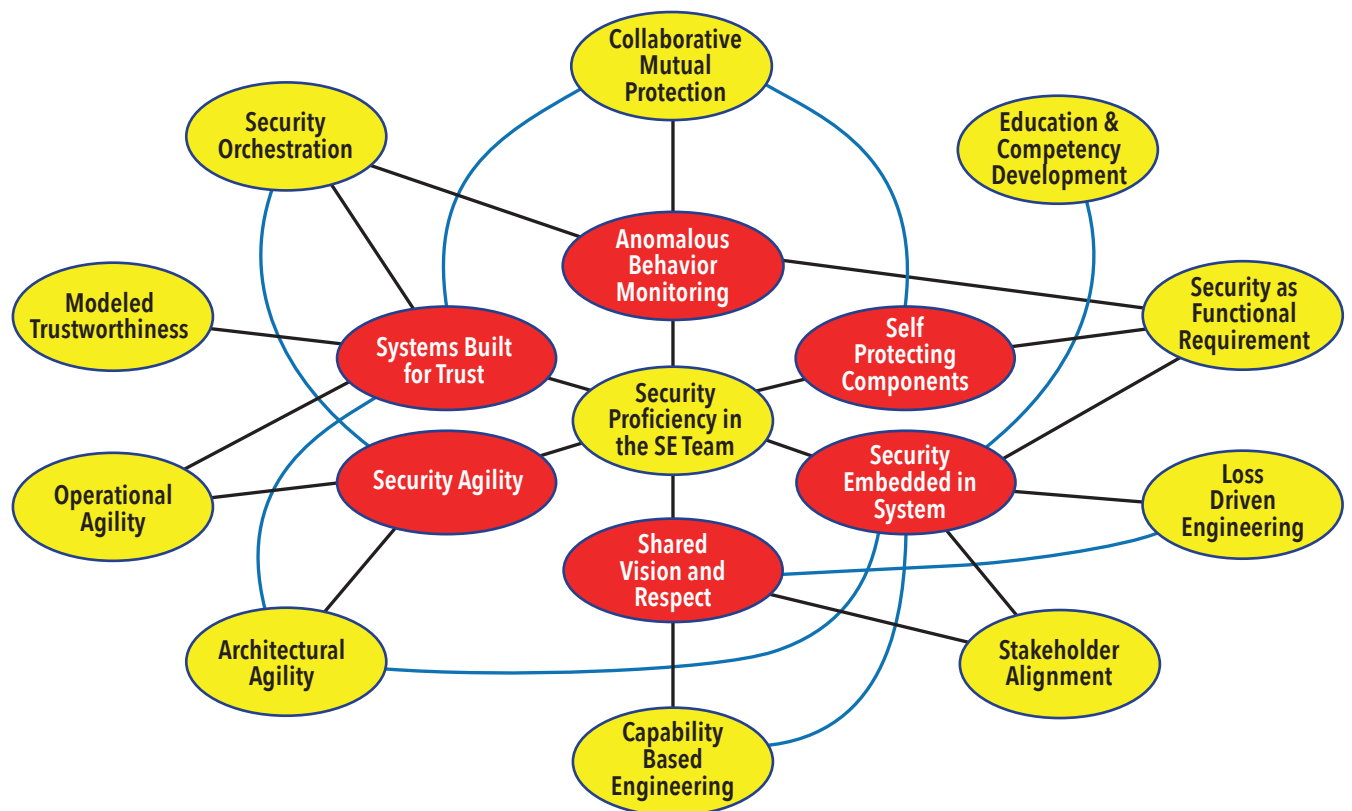 Collaborative
Mutual
Protection
Security
Orchestration
Education &
Competency
Development
Anomalous
Behavior
Monitoring
Modeled
Trustworthiness
Security as
Functional
Requirement
Systems Built
for Trust
Self
Protecting
Components
Security
Proficiency in
the SE Team
Operational
Agility
Security Agility
Security
Embedded in
System
Loss
Driven
Engineering
Shared
Vision and
Respect
Architectural
Agility
Stakeholder
Alignment
Capability
Based
Engineering